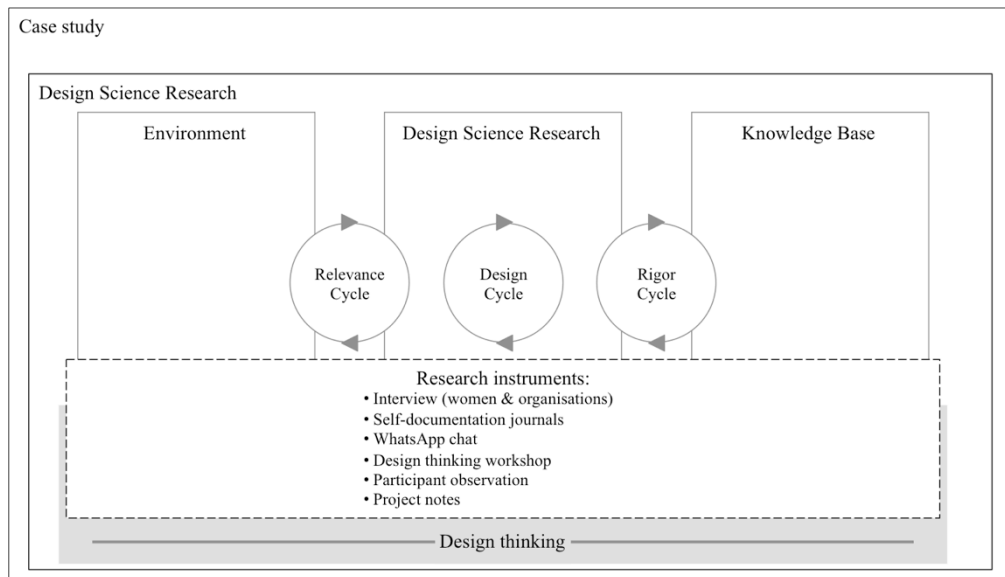 Case study
Design Science Research
Environment
Design Science Research
Knowledge Base
Relevance
Cycle
Design
Cycle
Rigor
Cycle
Research instruments:
• Interview (women & organisations)
• Self-documentation journals
• WhatsApp chat
• Design thinking workshop
• Participant observation
• Project notes
Design thinking